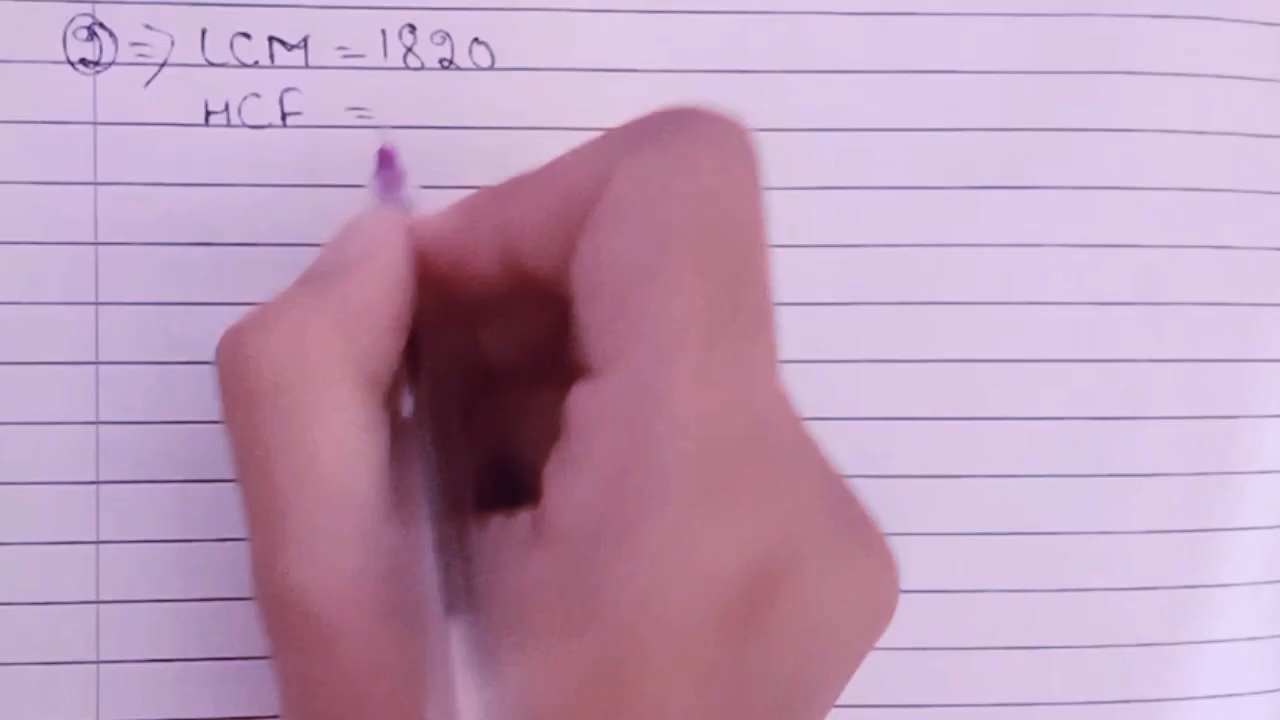 ② => LCM = 1820
HCF =